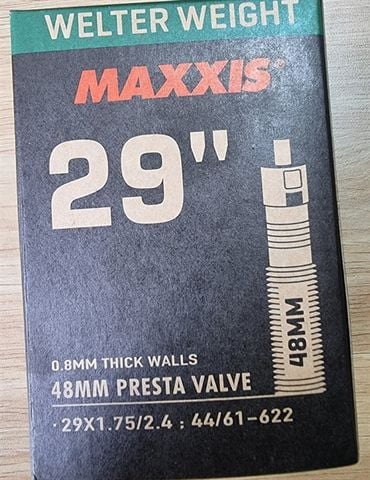 WELTER WEIGHT
MAXXIS®
29"
48MM
0.8MM THICK WALLS
48MM PRESTA VALVE
·29X1.75/2.4 ; 44/61-622